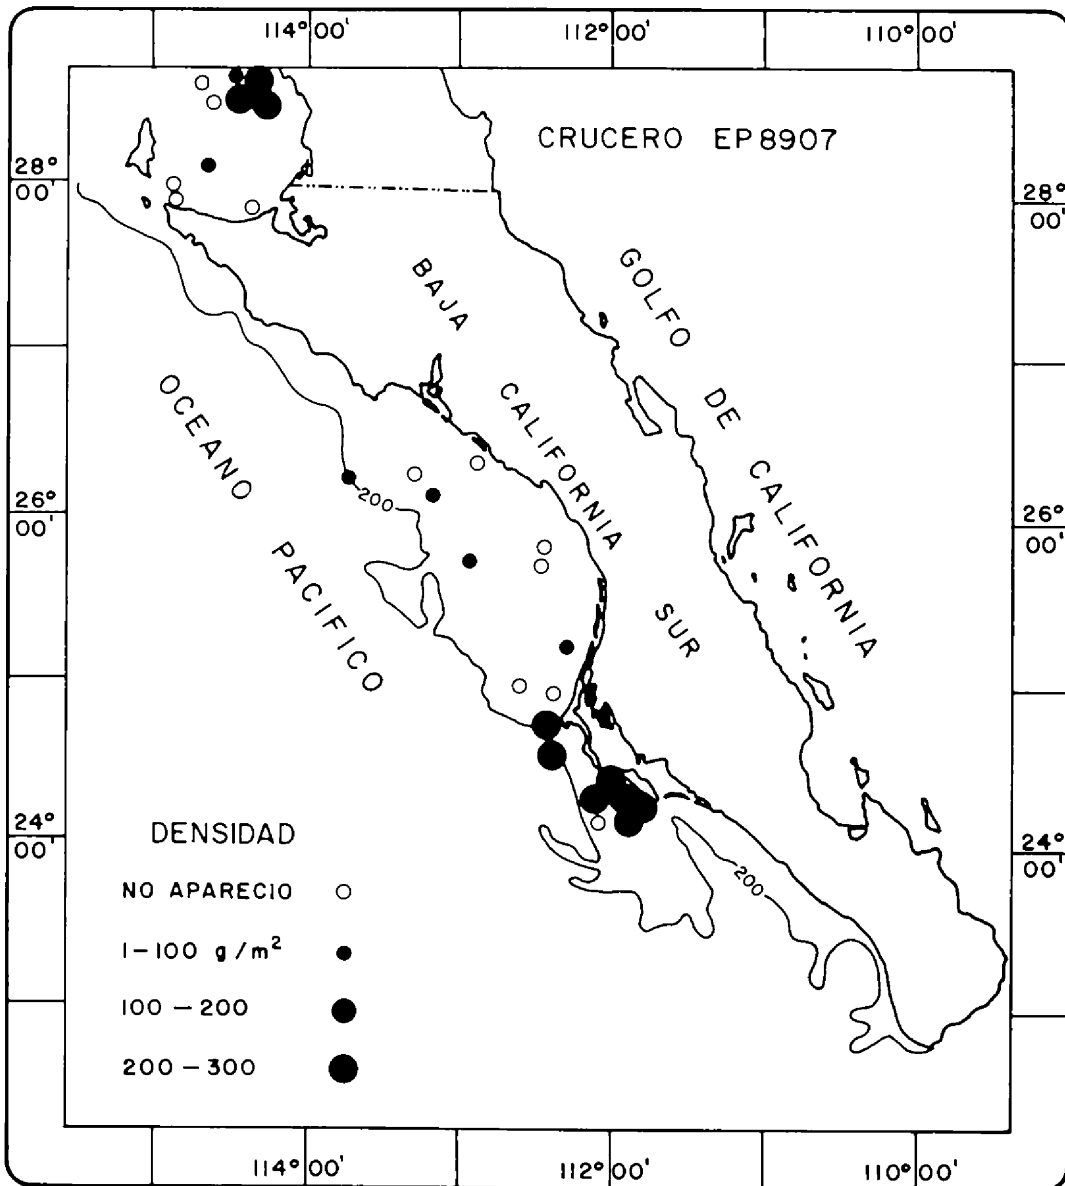 114°00' 112°00' 110°00'
CRUCERO EP8907
28° 00'
28° 00'
BAJA CALIFORNIA SUR
GOLFO DE CALIFORNIA
OCEANO PACIFICO
200
26° 00'
26° 00'
24° 00'
24° 00'
200
DENSIDAD
NO APARECIO
1-100 g/m²
100-200
200-300
114°00' 112°00' 110°00'